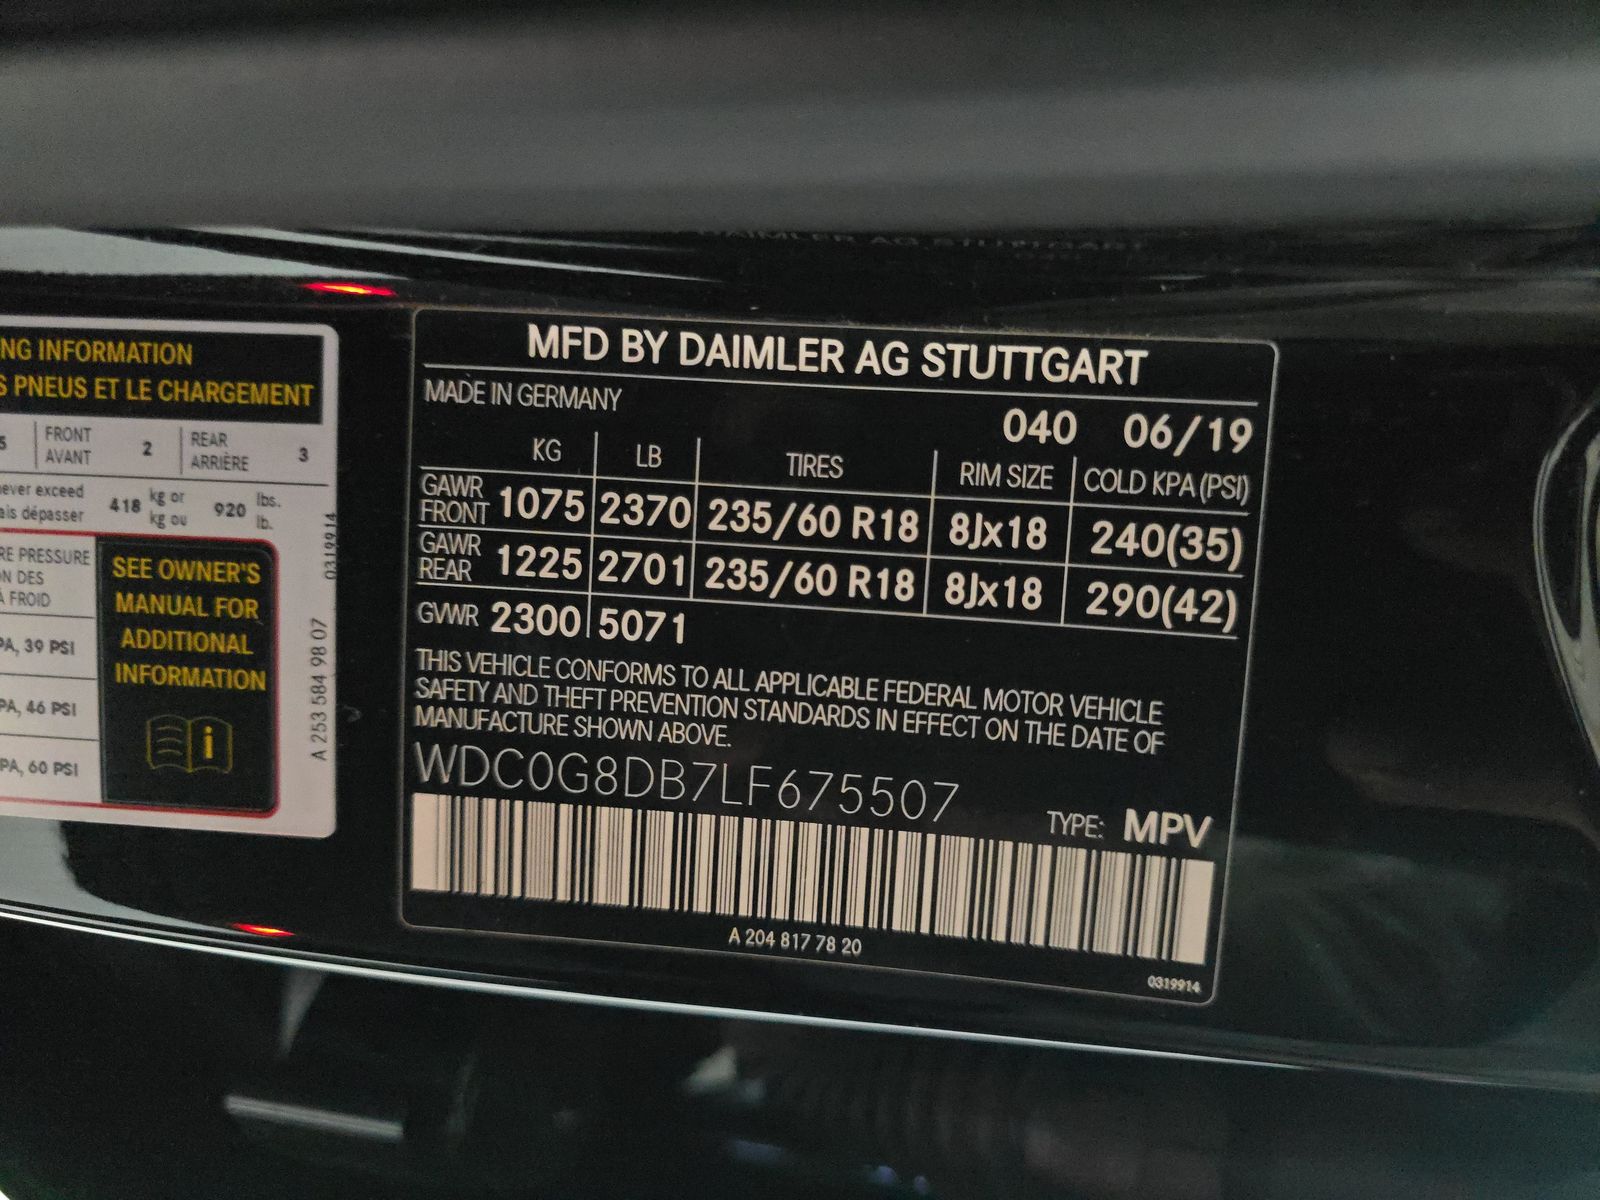 NG INFORMATION
S PNEUS ET LE CHARGEMENT
5 FRONT AVANT 2 REAR ARRIÈRE 3
ever exceed
ais dépasser 418 kg or kg ou 920 lbs. lb.
RE PRESSURE
N DES
À FROID
PA, 39 PSI
PA, 46 PSI
PA, 60 PSI
SEE OWNER'S
MANUAL FOR
ADDITIONAL
INFORMATION
i
A 253 584 98 07 0319914
MFD BY DAIMLER AG STUTTGART
MADE IN GERMANY
040 06/19
KG LB TIRES RIM SIZE COLD KPA (PSI)
GAWR FRONT 1075 2370 235/60 R18 8Jx18 240(35)
GAWR REAR 1225 2701 235/60 R18 8Jx18 290(42)
GVWR 2300 5071
THIS VEHICLE CONFORMS TO ALL APPLICABLE FEDERAL MOTOR VEHICLE
SAFETY AND THEFT PREVENTION STANDARDS IN EFFECT ON THE DATE OF
MANUFACTURE SHOWN ABOVE.
WDC0G8DB7LF675507
TYPE: MPV
A 204 817 78 20
0319914